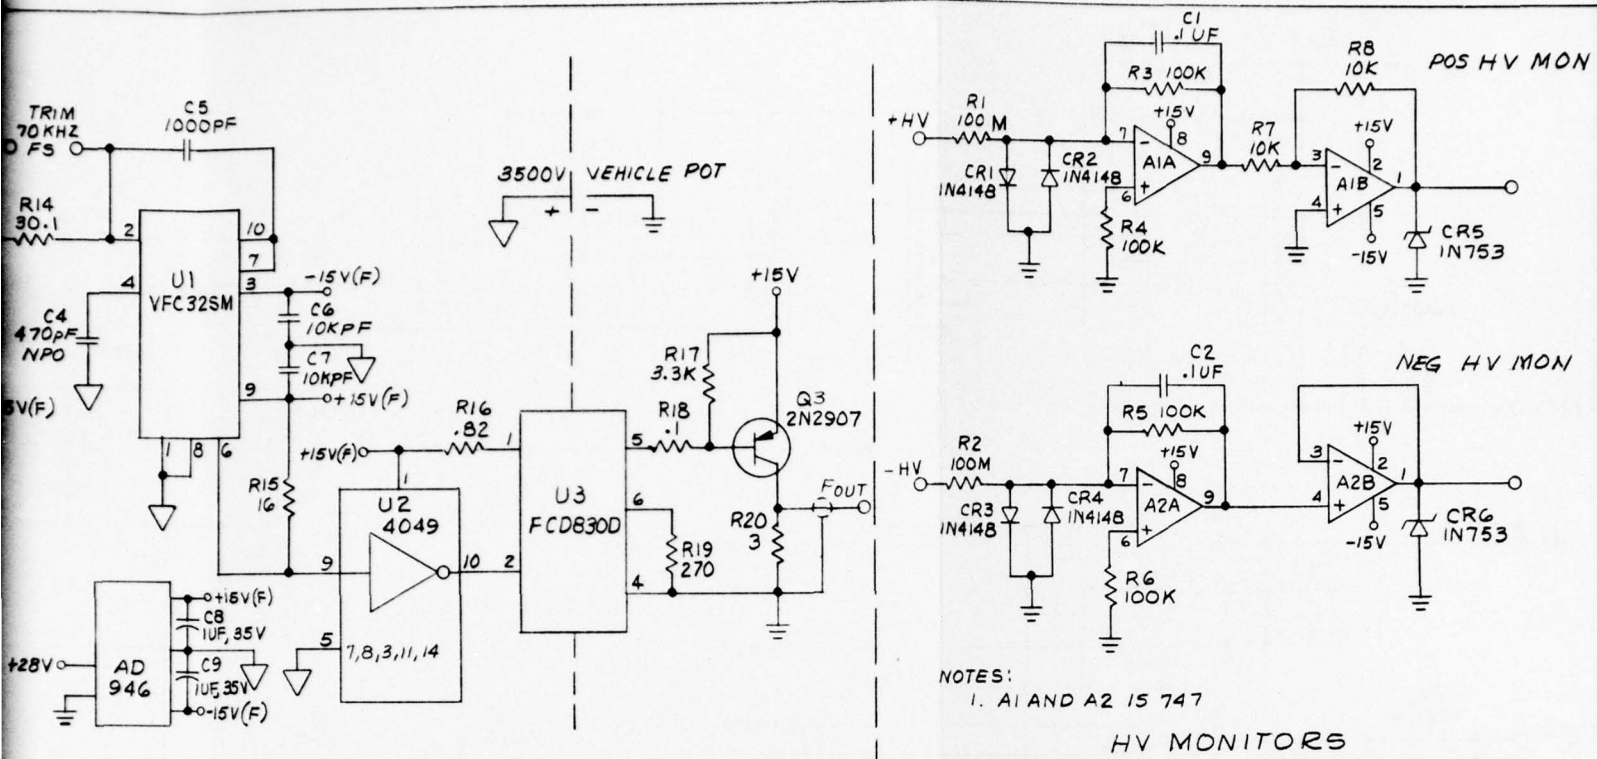 TRIM
70 KHZ
FS
C5
1000PF
R14
30.1
2
10
7
4
U1
VFC32SM
3
-15V(F)
C4
470pF
NPO
C6
10KPF
C7
10KPF
9
+15V(F)
5V(F)
1
8
6
R15
16
+15V(F)
R16
.82
1
1
U2
4049
9
10
2
5
7,8,3,11,14
+28V
AD
946
+15V(F)
C8
1UF,35V
C9
1UF,35V
-15V(F)
3500V
VEHICLE POT
+
-
+15V
R17
3.3K
R18
.1
5
Q3
2N2907
U3
FCD830D
6
R19
270
4
R20
3
FOUT
POS HV MON
C1
.1UF
R3 100K
+15V
+HV
R1
100M
CR1
1N4148
CR2
1N4148
7
-
8
A1A
9
+
6
R4
100K
R7
10K
R8
10K
+15V
3
-
2
A1B
1
4
+
5
-15V
CR5
1N753
NEG HV MON
C2
.1UF
R5 100K
+15V
-HV
R2
100M
CR3
1N4148
CR4
1N4148
7
-
8
A2A
9
+
6
R6
100K
+15V
3
-
2
A2B
1
4
+
5
-15V
CR6
1N753
NOTES:
1. A1 AND A2 IS 747
HV MONITORS